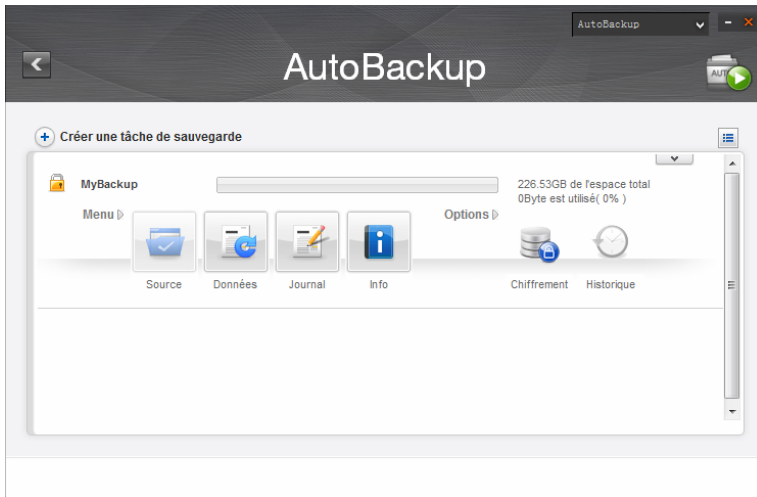 AutoBackup
AutoBackup
AUTO
Créer une tâche de sauvegarde
MyBackup
226.53GB de l'espace total
0Byte est utilisé( 0% )
Menu
Options
Source
Données
Journal
Info
Chiffrement
Historique